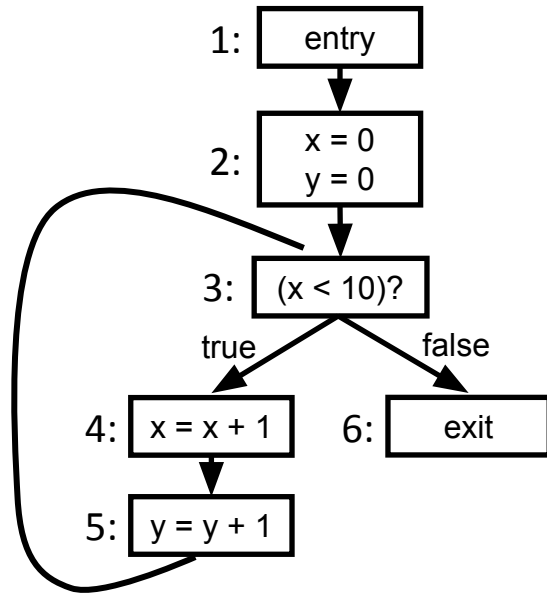 1: entry
2: x = 0
y = 0
3: (x < 10)?
true false
4: x = x + 1 6: exit
5: y = y + 1